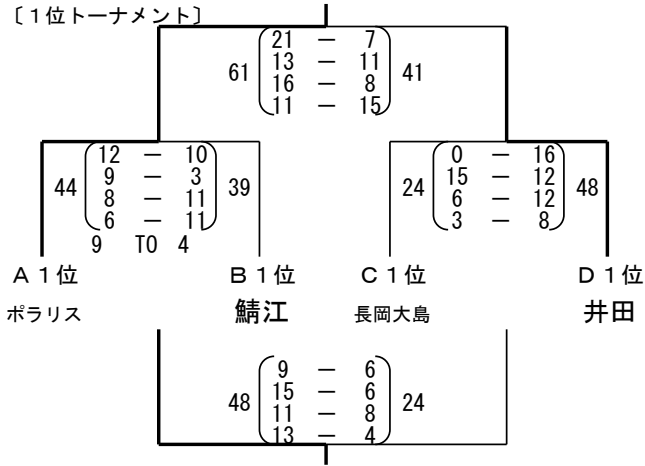 〔１位トーナメント〕
61 21 － 7 41
13 － 11
16 － 8
11 － 15
44 12 － 10 39
9 － 3
8 － 11
6 － 11
9 TO 4
24 0 － 16 48
15 － 12
6 － 12
3 － 8
Ａ１位 Ｂ１位 Ｃ１位 Ｄ１位
ポラリス 鯖江 長岡大島 井田
48 9 － 6 24
15 － 6
11 － 8
13 － 4